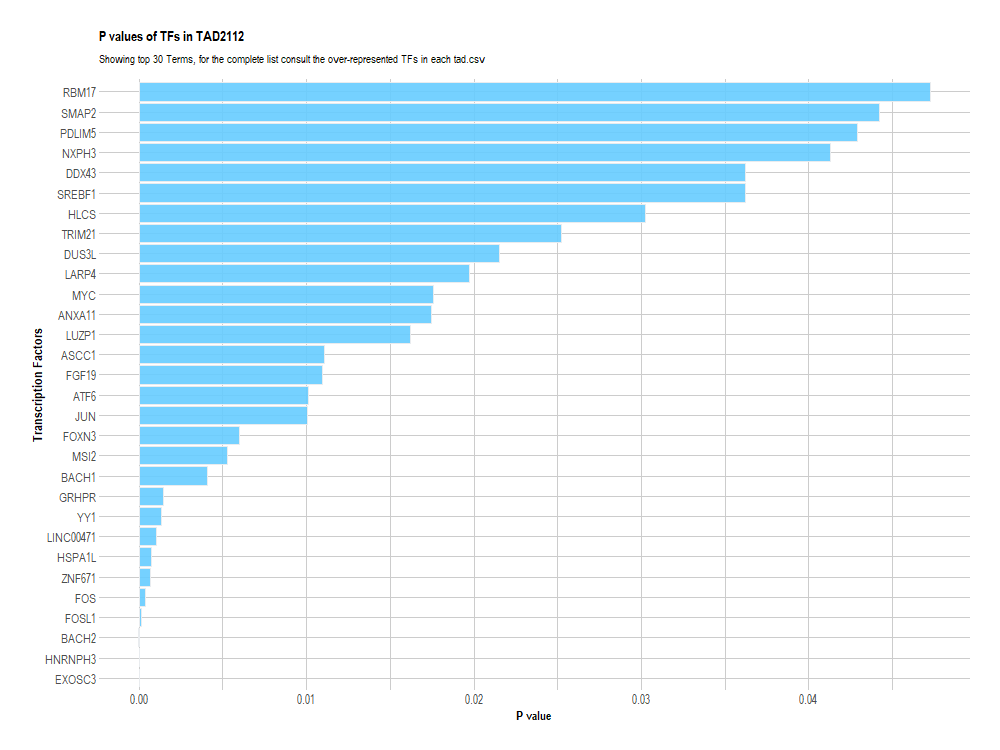 P values of TFs in TAD2112
Showing top 30 Terms, for the complete list consult the over-represented TFs in each tad.csv
Transcription Factors
RBM17
SMAP2
PDLIM5
NXPH3
DDX43
SREBF1
HLCS
TRIM21
DUS3L
LARP4
MYC
ANXA11
LUZP1
ASCC1
FGF19
ATF6
JUN
FOXN3
MSI2
BACH1
GRHPR
YY1
LINC00471
HSPA1L
ZNF671
FOS
FOSL1
BACH2
HNRNPH3
EXOSC3
0.00 0.01 0.02 0.03 0.04
P value